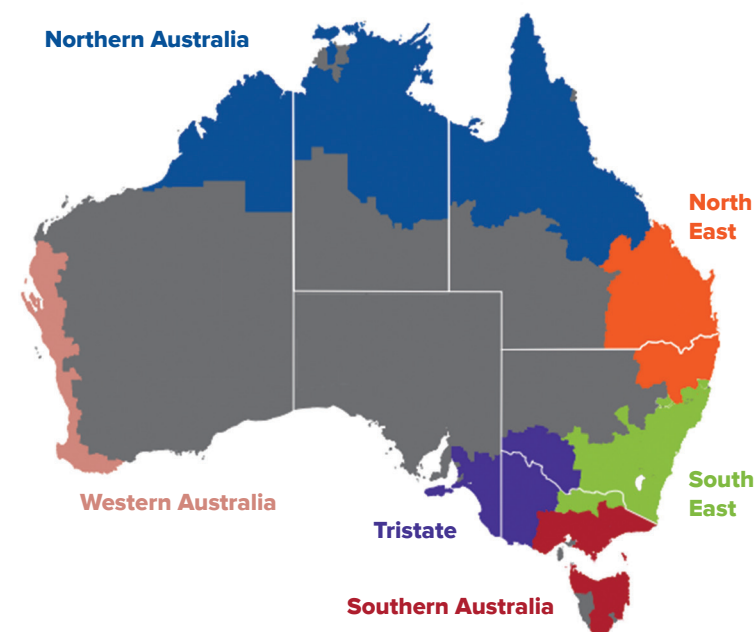 Northern Australia
North
East
Western Australia
South
East
Tristate
Southern Australia